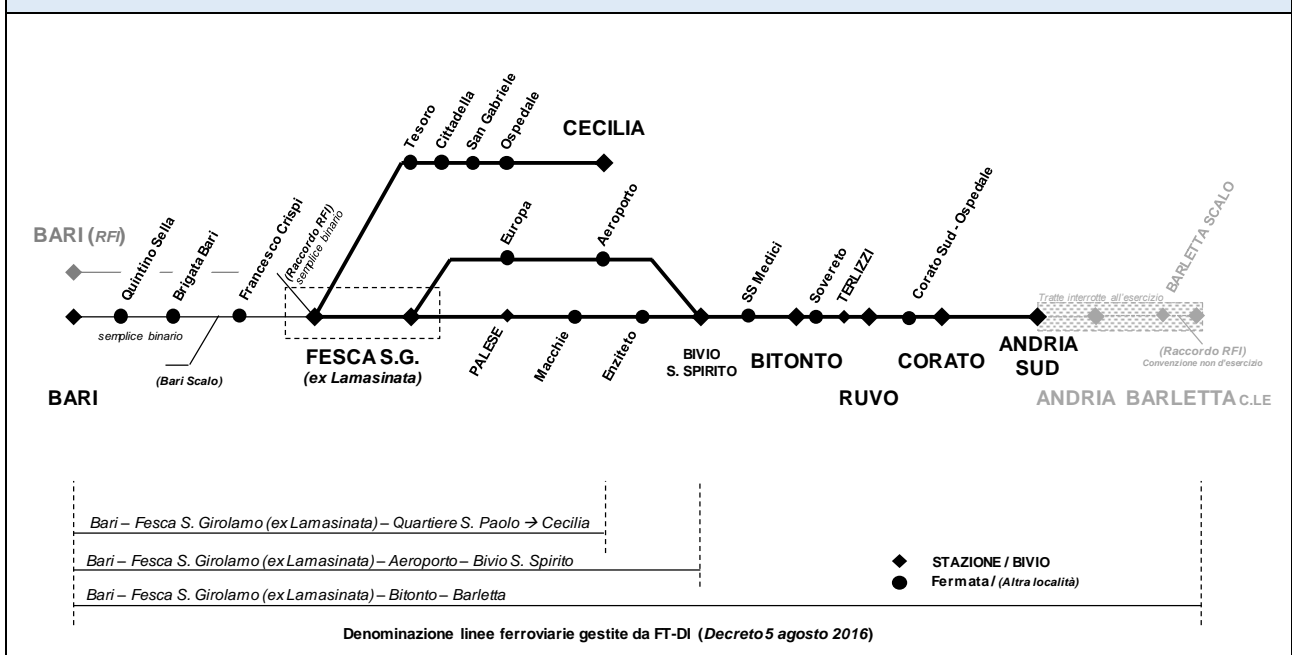 Tesoro
Cittadella
San Gabriele
Ospedale
CECILIA
BARI (RFI)
Quintino Sella
Brigata Bari
Francesco Crispi
(Raccordo RFI)
semplice binario
Europa
Aeroporto
SS Medici
Sovereto
TERLIZZI
Corato Sud - Ospedale
BARLETTA SCALO
Tratte interrotte all'esercizio
semplice binario
(Bari Scalo)
FESCA S.G.
(ex Lamasinata)
PALESE
Macchie
Enziteto
BIVIO
S. SPIRITO
BITONTO
CORATO
ANDRIA
SUD
(Raccordo RFI)
Convenzione non d'esercizio
BARI
RUVO
ANDRIA
BARLETTA C.LE
Bari – Fesca S. Girolamo (ex Lamasinata) – Quartiere S. Paolo → Cecilia
Bari – Fesca S. Girolamo (ex Lamasinata) – Aeroporto – Bivio S. Spirito
STAZIONE / BIVIO
Fermata / (Altra località)
Bari – Fesca S. Girolamo (ex Lamasinata) – Bitonto – Barletta
Denominazione linee ferroviarie gestite da FT-DI (Decreto 5 agosto 2016)